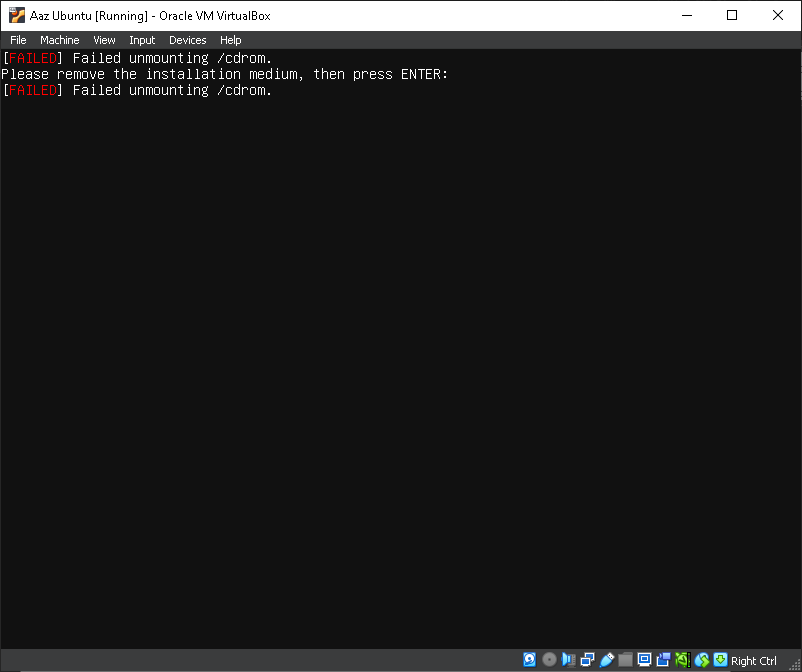 Aaz Ubuntu [Running] - Oracle VM VirtualBox
File Machine View Input Devices Help
[FAILED] Failed unmounting /cdrom.
Please remove the installation medium, then press ENTER:
[FAILED] Failed unmounting /cdrom.
Right Ctrl